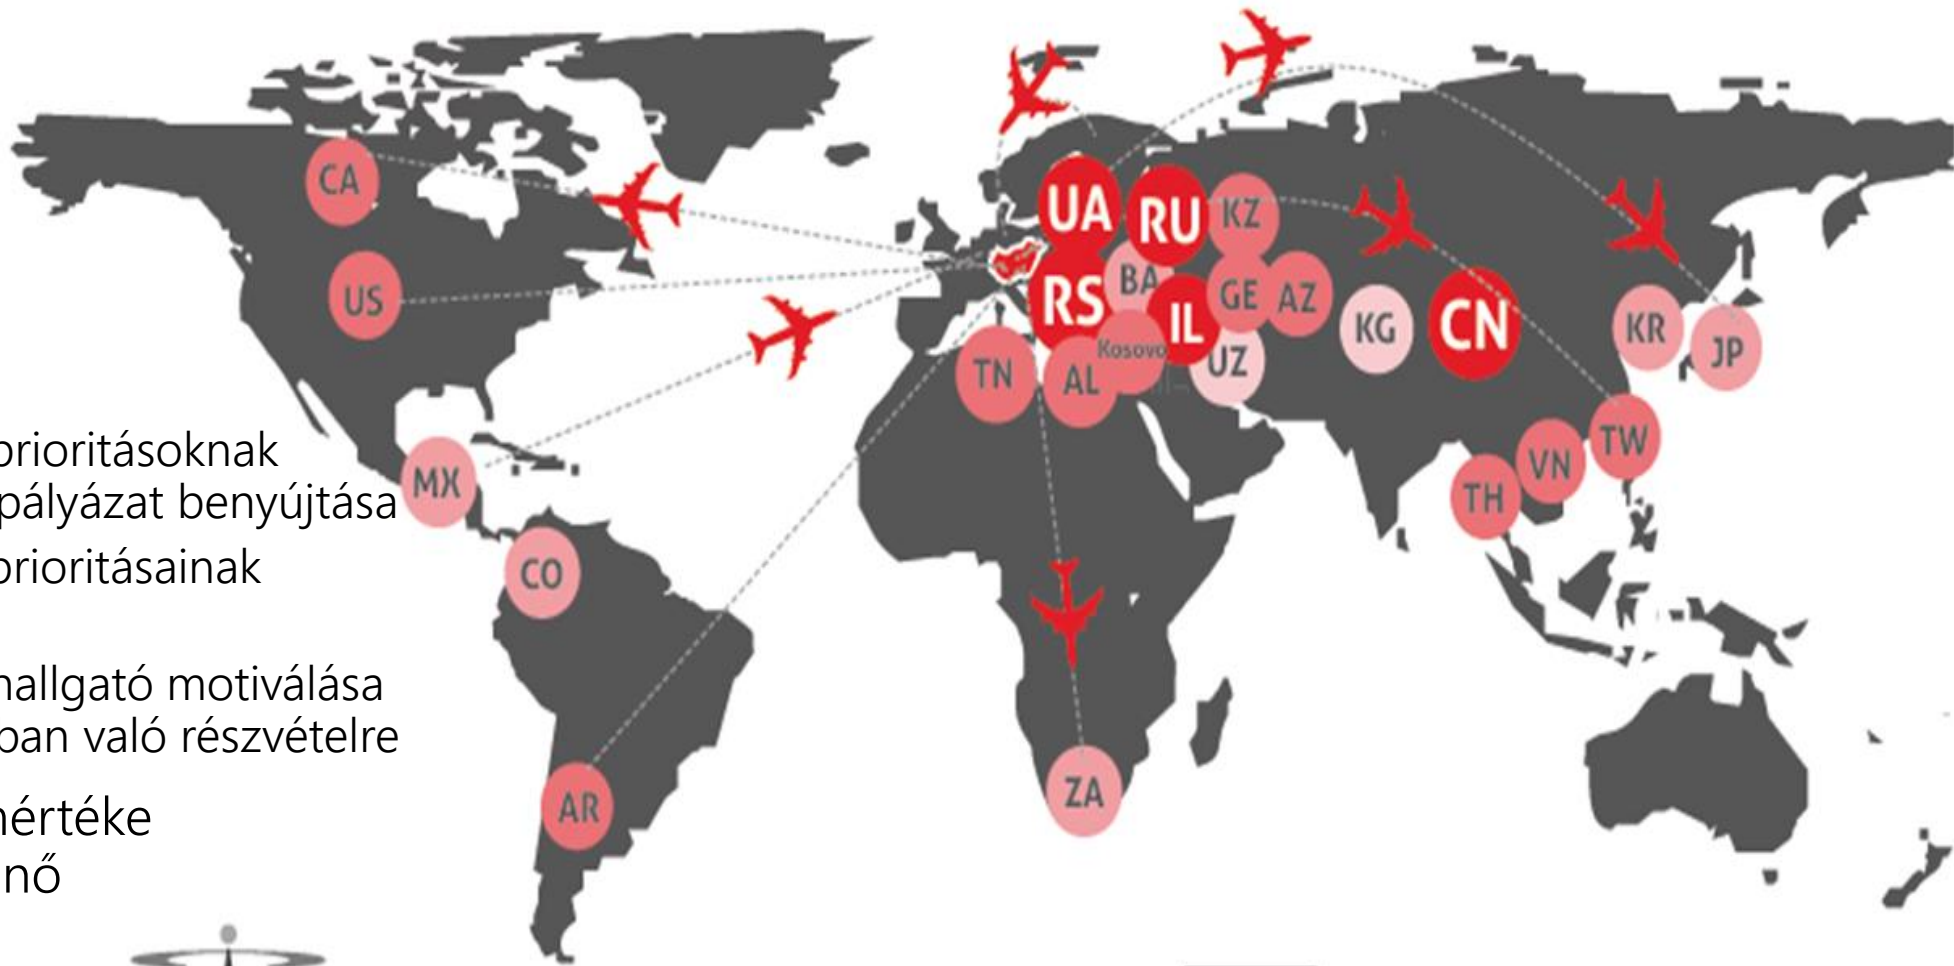 CA
US
MX
CO
AR
UA
RU
KZ
RS
BA
IL
GE
AZ
KG
CN
KR
JP
TN
AL
Kosovo
UZ
TH
VN
TW
ZA
prioritásoknak
pályázat benyújtása
prioritásainak
hallgató motiválása
ban való részvételre
értéke
nő